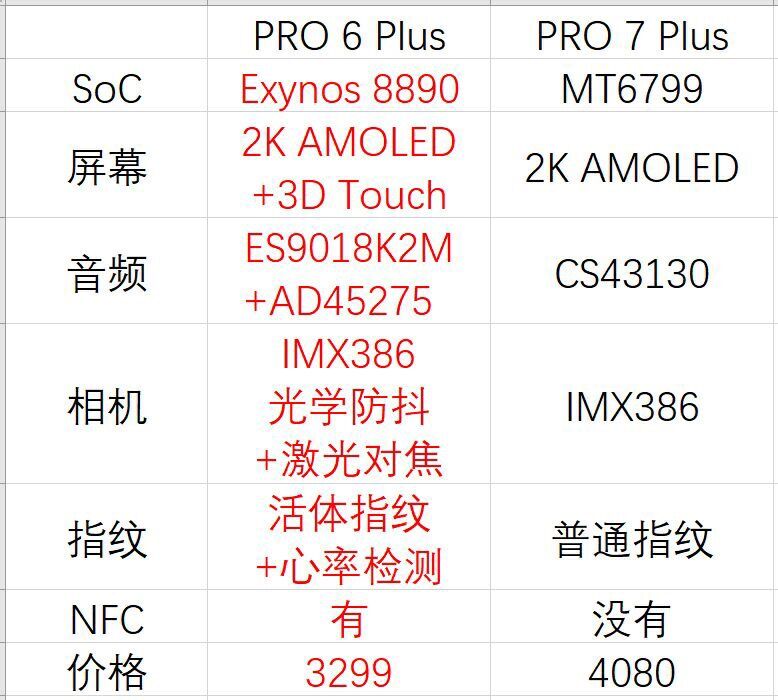 PRO 6 Plus PRO 7 Plus
SoC Exynos 8890 MT6799
屏幕 2K AMOLED 2K AMOLED
+3D Touch
音频 ES9018K2M CS43130
+AD45275
相机 IMX386 IMX386
光学防抖
+激光对焦
指纹 活体指纹 普通指纹
+心率检测
NFC 有 没有
价格 3299 4080